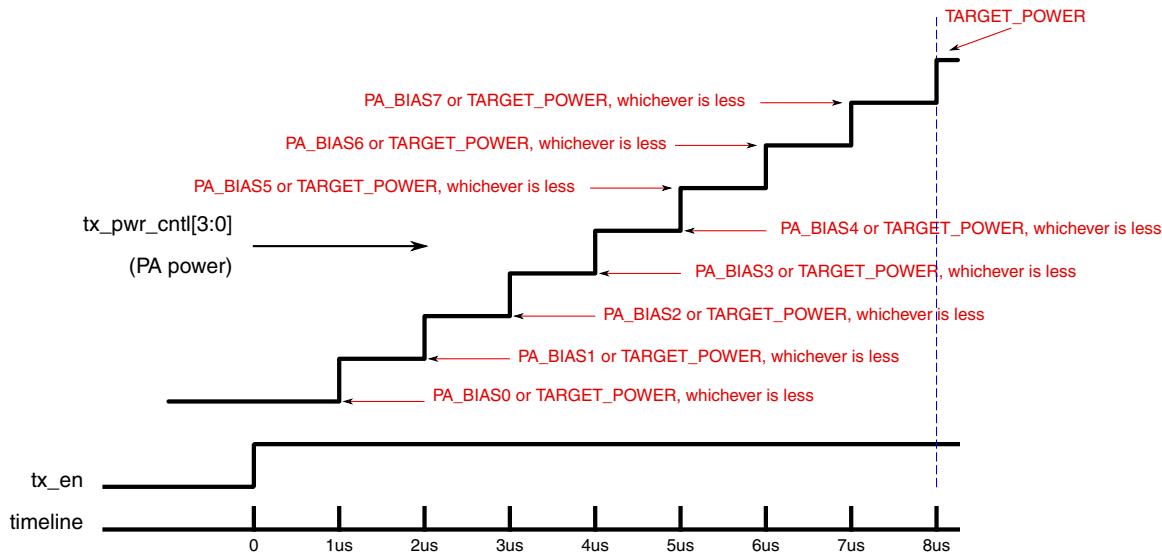 TARGET_POWER
PA_BIAS7 or TARGET_POWER, whichever is less
PA_BIAS6 or TARGET_POWER, whichever is less
PA_BIAS5 or TARGET_POWER, whichever is less
tx_pwr_cntl[3:0]
(PA power)
PA_BIAS4 or TARGET_POWER, whichever is less
PA_BIAS3 or TARGET_POWER, whichever is less
PA_BIAS2 or TARGET_POWER, whichever is less
PA_BIAS1 or TARGET_POWER, whichever is less
PA_BIAS0 or TARGET_POWER, whichever is less
tx_en
timeline
0 1us 2us 3us 4us 5us 6us 7us 8us